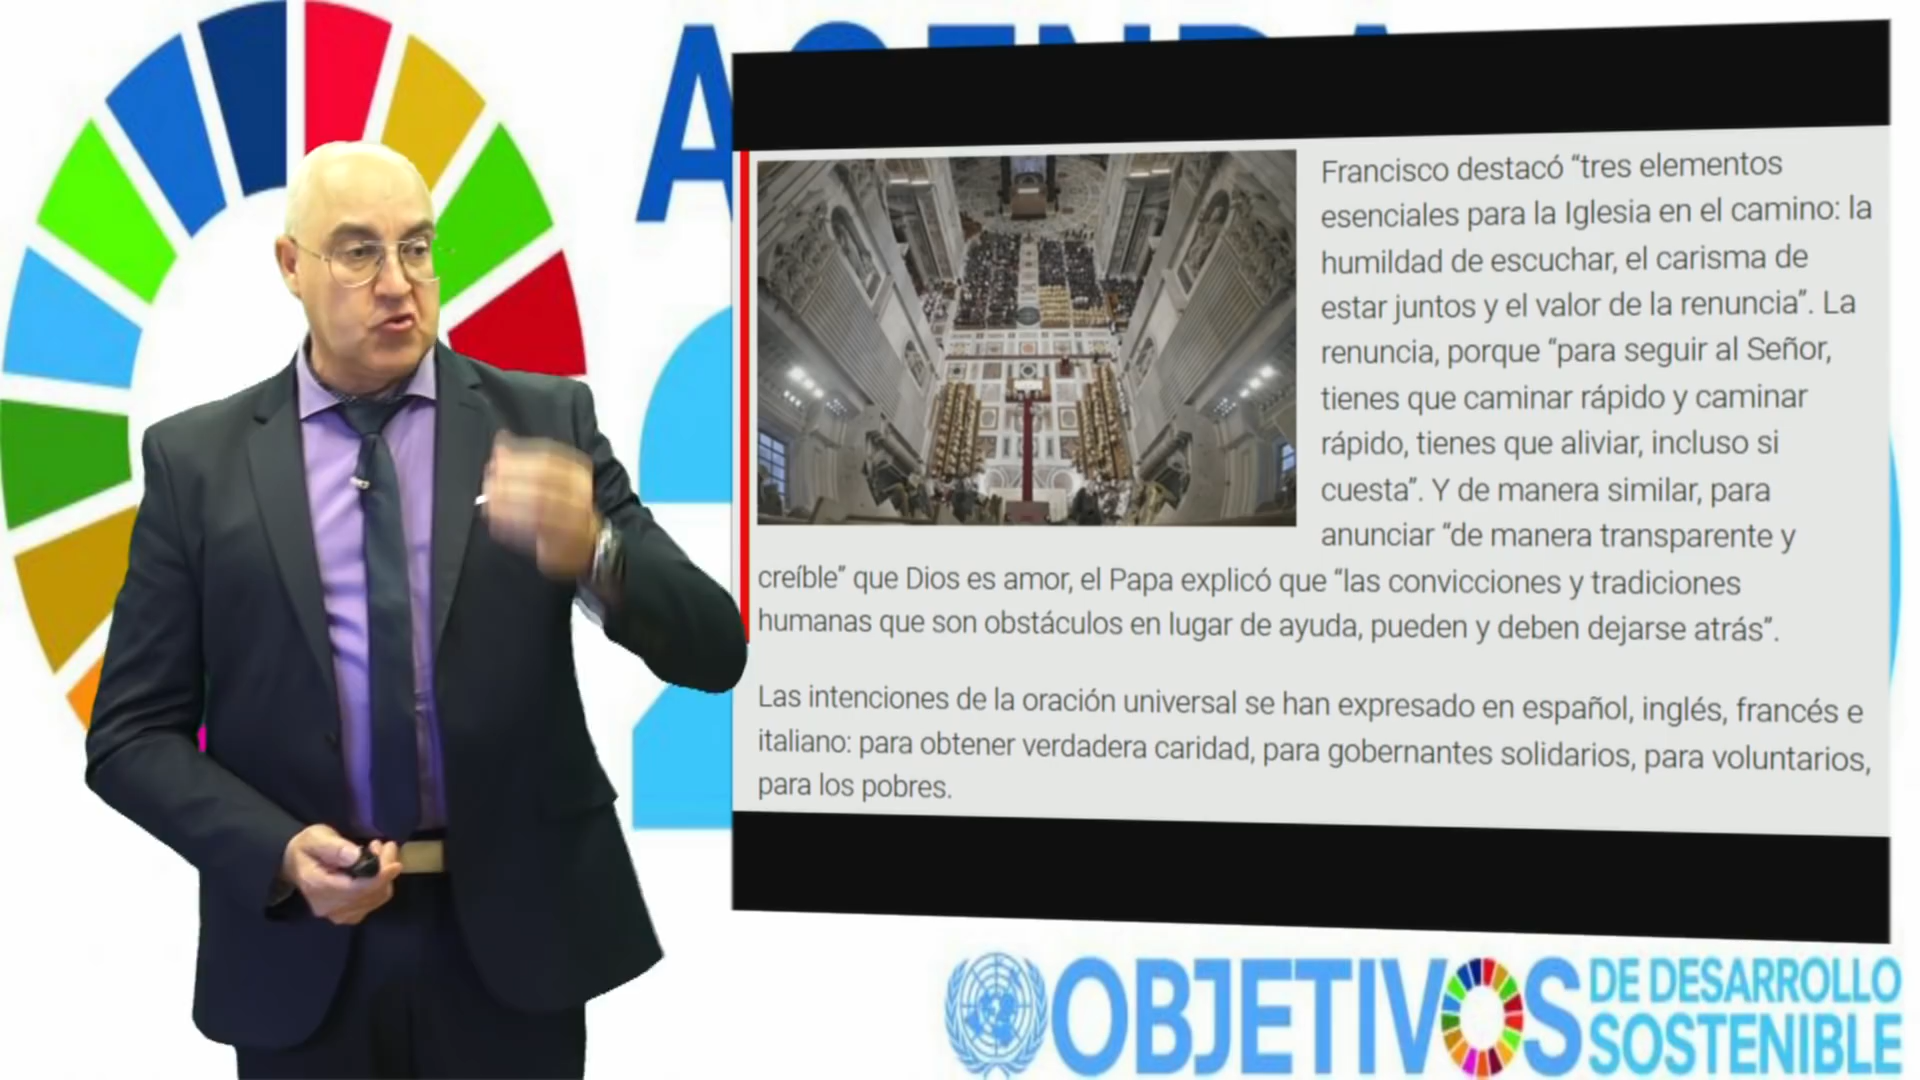 AGENDA
Francisco destacó “tres elementos
esenciales para la Iglesia en el camino: la
humildad de escuchar, el carisma de
estar juntos y el valor de la renuncia”. La
renuncia, porque “para seguir al Señor,
tienes que caminar rápido y caminar
rápido, tienes que aliviar, incluso si
cuesta”. Y de manera similar, para
anunciar “de manera transparente y
creíble” que Dios es amor, el Papa explicó que “las convicciones y tradiciones
humanas que son obstáculos en lugar de ayuda, pueden y deben dejarse atrás”.
Las intenciones de la oración universal se han expresado en español, inglés, francés e
italiano: para obtener verdadera caridad, para gobernantes solidarios, para voluntarios,
para los pobres.
OBJETIVOS
DE DESARROLLO
SOSTENIBLE